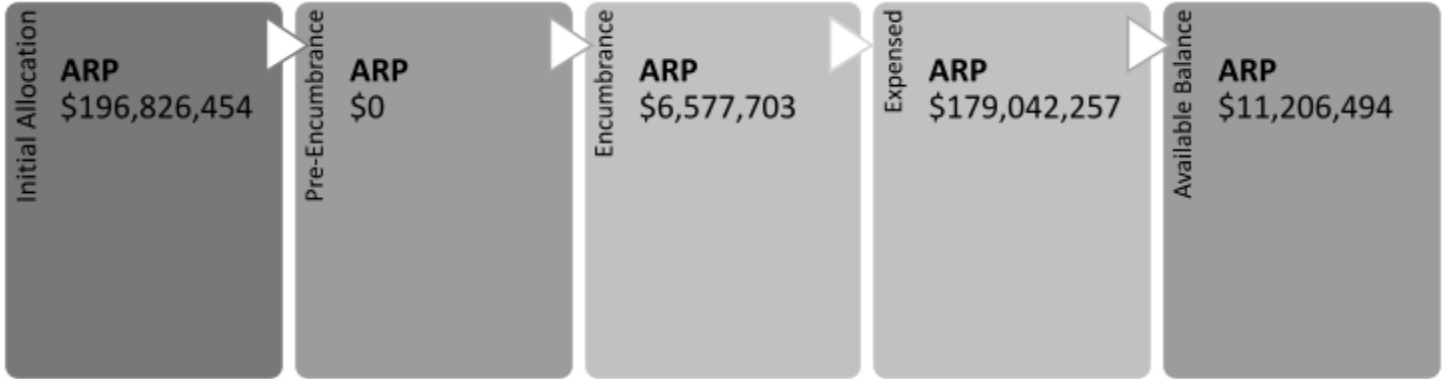 Initial Allocation
ARP
$196,826,454
Pre-Encumbrance
ARP
$0
Encumbrance
ARP
$6,577,703
Expensed
ARP
$179,042,257
Available Balance
ARP
$11,206,494